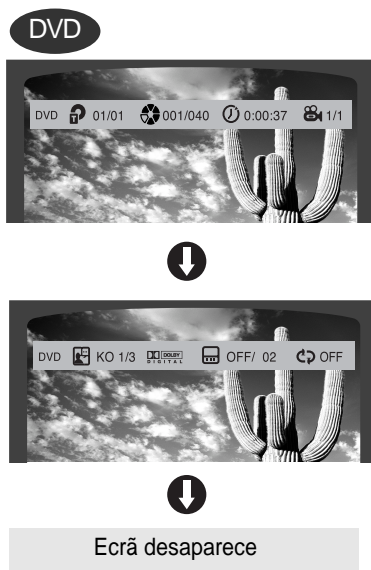 DVD
DVD 01/01 001/040 0:00:37 1/1
DVD KO 1/3 DOLBY DIGITAL OFF/ 02 OFF
Ecrã desaparece